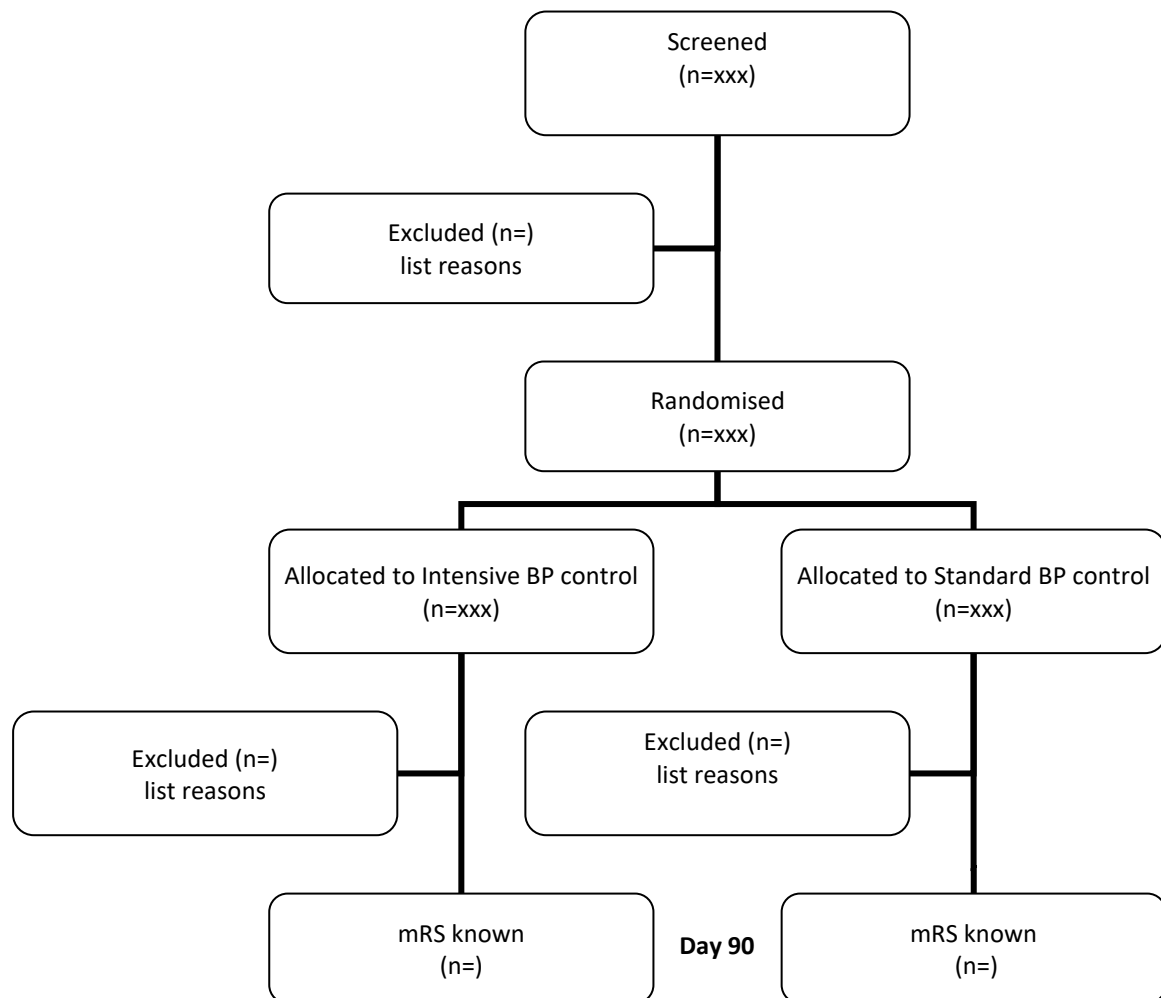 Screened
(n=xxx)
Excluded (n=)
list reasons
Randomised
(n=xxx)
Allocated to Intensive BP control
(n=xxx)
Allocated to Standard BP control
(n=xxx)
Excluded (n=)
list reasons
Excluded (n=)
list reasons
mRS known
(n=)
Day 90
mRS known
(n=)